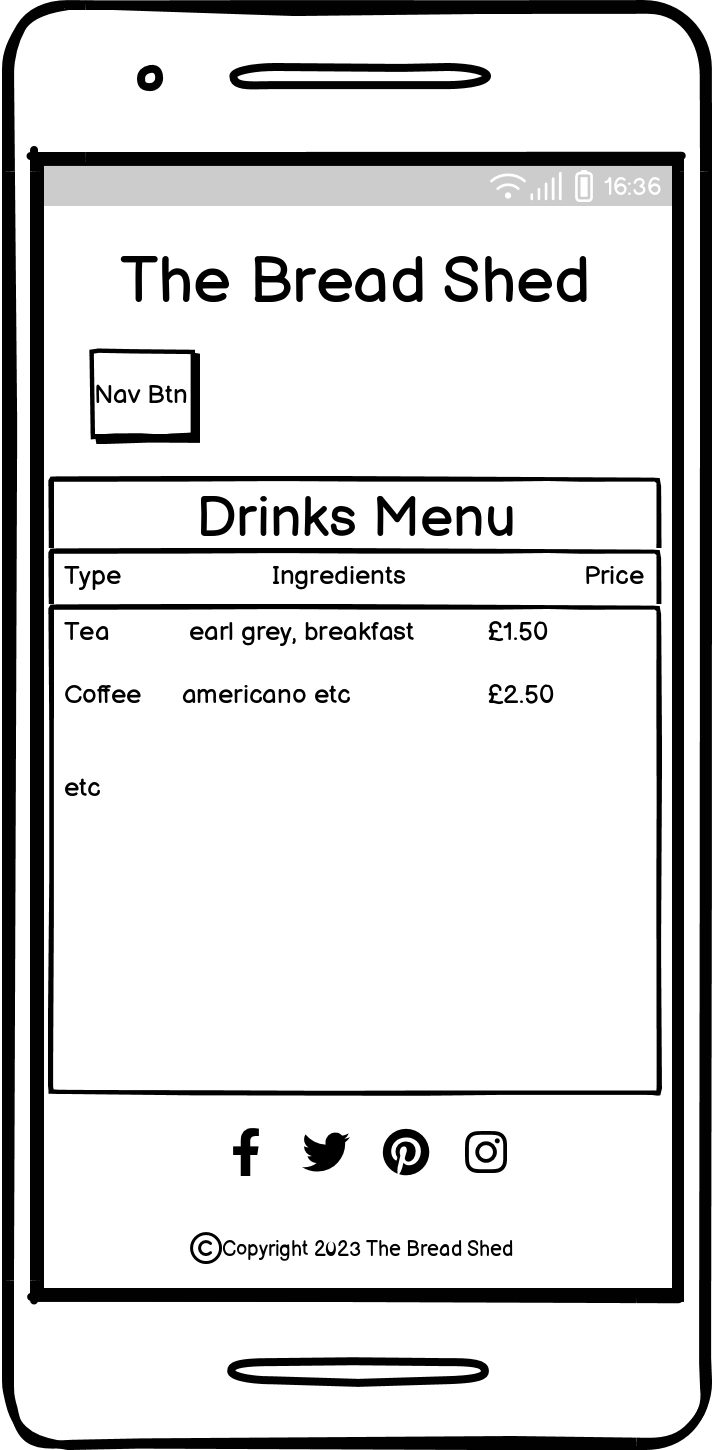 16:36
The Bread Shed
Nav Btn
Drinks Menu
Type Ingredients Price
Tea earl grey, breakfast £1.50
Coffee americano etc £2.50
etc
©Copyright 2023 The Bread Shed